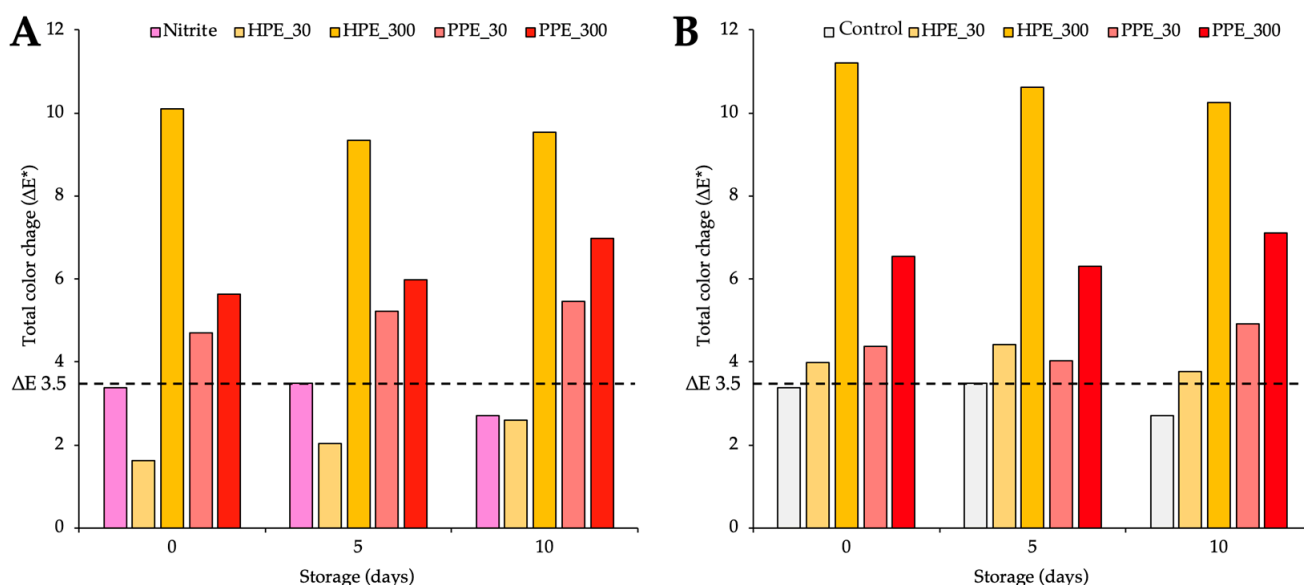 A
Nitrite HPE_30 HPE_300 PPE_30 PPE_300
12
10
8
6
4
ΔE 3.5
2
0
Total color chage (ΔE*)
0 5 10
Storage (days)
B
Control HPE_30 HPE_300 PPE_30 PPE_300
12
10
8
6
4
ΔE 3.5
2
0
Total color chage (ΔE*)
0 5 10
Storage (days)